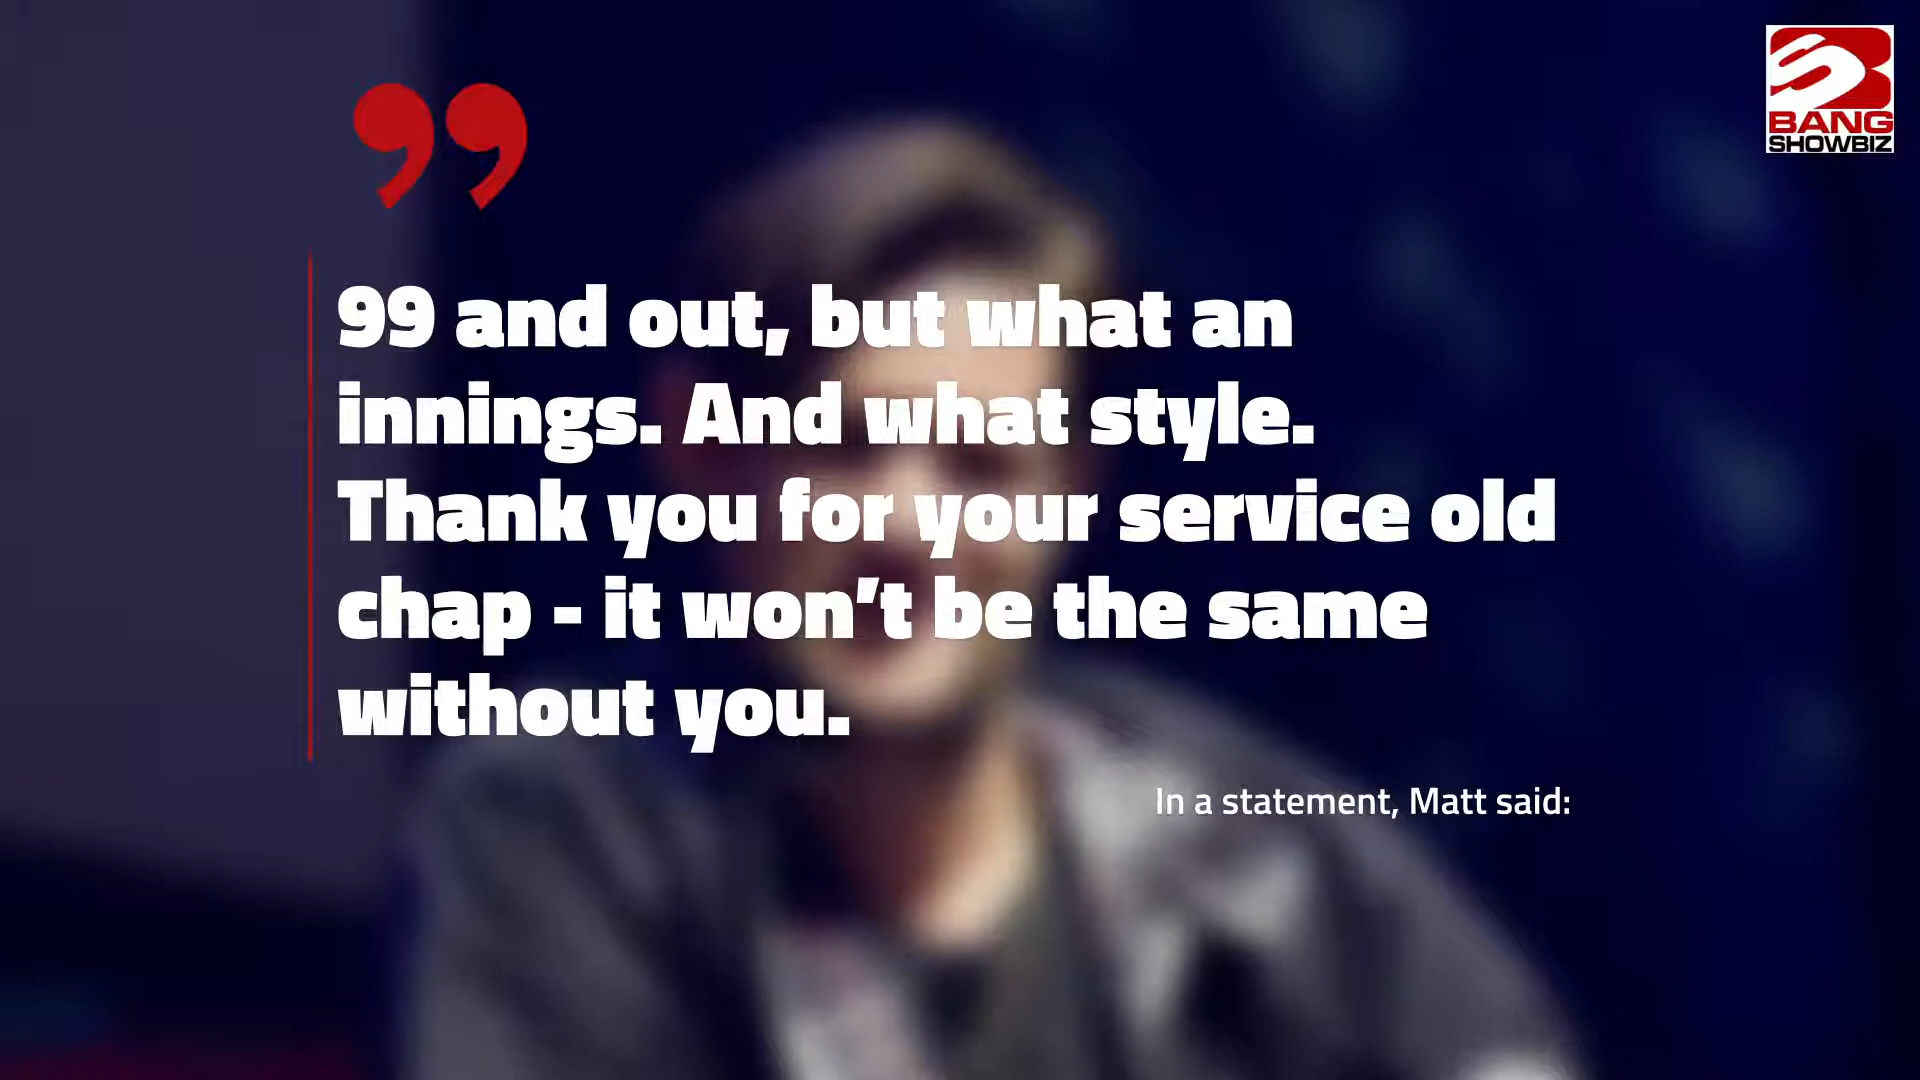 BANG
SHOWBIZ
99 and out, but what an
innings. And what style.
Thank you for your service old
chap - it won’t be the same
without you.
In a statement, Matt said: